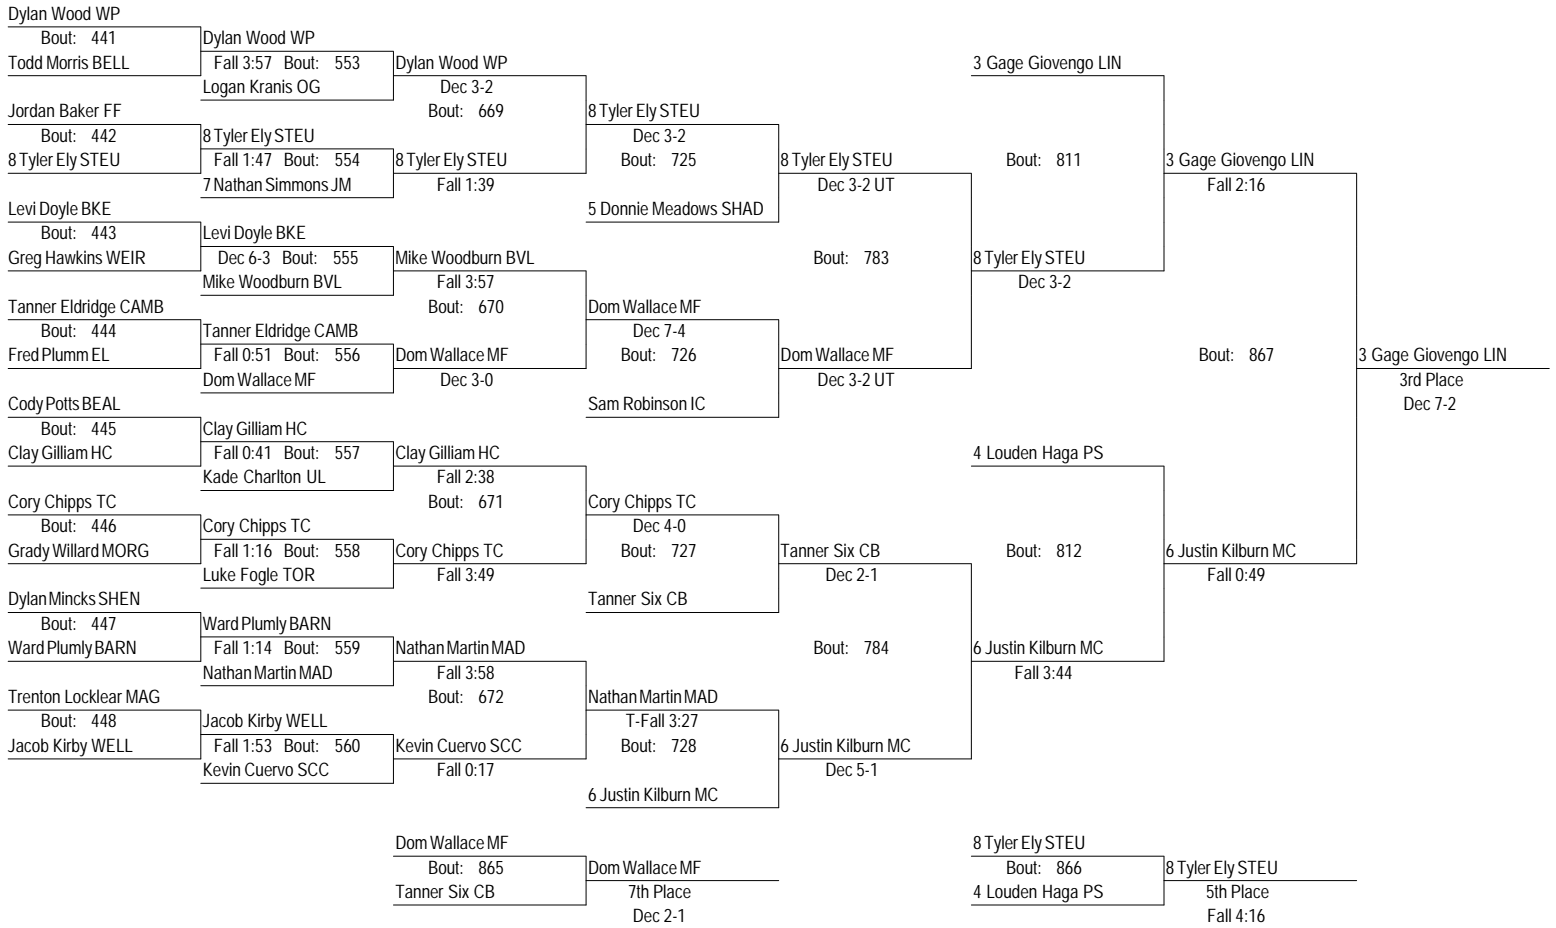 Dylan Wood WP
Bout: 441
Todd Morris BELL
Jordan Baker FF
Bout: 442
8 Tyler Ely STEU
Levi Doyle BKE
Bout: 443
Greg Hawkins WEIR
Tanner Eldridge CAMB
Bout: 444
Fred Plumm EL
Cody Potts BEAL
Bout: 445
Clay Gilliam HC
Cory Chipps TC
Bout: 446
Grady Willard MORG
Dylan Mincks SHEN
Bout: 447
Ward Plumly BARN
Trenton Locklear MAG
Bout: 448
Jacob Kirby WELL
Dylan Wood WP
Fall 3:57 Bout: 553
Logan Kranis OG
8 Tyler Ely STEU
Fall 1:47 Bout: 554
7 Nathan Simmons JM
Levi Doyle BKE
Dec 6-3 Bout: 555
Mike Woodburn BVL
Tanner Eldridge CAMB
Fall 0:51 Bout: 556
Dom Wallace MF
Clay Gilliam HC
Fall 0:41 Bout: 557
Kade Charlton UL
Cory Chipps TC
Fall 1:16 Bout: 558
Luke Fogle TOR
Ward Plumly BARN
Fall 1:14 Bout: 559
Nathan Martin MAD
Jacob Kirby WELL
Fall 1:53 Bout: 560
Kevin Cuervo SCC
Dylan Wood WP
Dec 3-2
Bout: 669
8 Tyler Ely STEU
Fall 1:39
Mike Woodburn BVL
Fall 3:57
Bout: 670
Dom Wallace MF
Dec 3-0
Clay Gilliam HC
Fall 2:38
Bout: 671
Cory Chipps TC
Fall 3:49
Nathan Martin MAD
Fall 3:58
Bout: 672
Kevin Cuervo SCC
Fall 0:17
8 Tyler Ely STEU
Dec 3-2
Bout: 725
5 Donnie Meadows SHAD
Dom Wallace MF
Dec 7-4
Bout: 726
Sam Robinson IC
Cory Chipps TC
Dec 4-0
Bout: 727
Tanner Six CB
Nathan Martin MAD
T-Fall 3:27
Bout: 728
6 Justin Kilburn MC
8 Tyler Ely STEU
Dec 3-2 UT
Bout: 783
Dom Wallace MF
Dec 3-2 UT
Tanner Six CB
Dec 2-1
Bout: 784
6 Justin Kilburn MC
Dec 5-1
3 Gage Giovengo LIN
Bout: 811
8 Tyler Ely STEU
Dec 3-2
4 Louden Haga PS
Bout: 812
6 Justin Kilburn MC
Fall 3:44
3 Gage Giovengo LIN
Fall 2:16
Bout: 867
6 Justin Kilburn MC
Fall 0:49
3 Gage Giovengo LIN
3rd Place
Dec 7-2
Dom Wallace MF
Bout: 865
Tanner Six CB
Dom Wallace MF
7th Place
Dec 2-1
8 Tyler Ely STEU
Bout: 866
4 Louden Haga PS
8 Tyler Ely STEU
5th Place
Fall 4:16